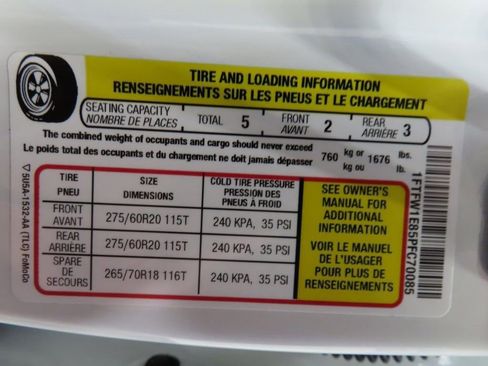 TIRE AND LOADING INFORMATION
RENSEIGNEMENTS SUR LES PNEUS ET LE CHARGEMENT
SEATING CAPACITY
NOMBRE DE PLACES
TOTAL 5
FRONT
AVANT 2
REAR
ARRIÈRE 3
The combined weight of occupants and cargo should never exceed 760 kg or 1676 lbs.
Le poids total des occupants et du chargement ne doit jamais dépasser kg ou lb.
TIRE
PNEU
SIZE
DIMENSIONS
COLD TIRE PRESSURE
PRESSION DES
PNEUS À FROID
FRONT
AVANT
275/60R20 115T
240 KPA, 35 PSI
REAR
ARRIÈRE
275/60R20 115T
240 KPA, 35 PSI
SPARE
DE
SECOURS
265/70R18 116T
240 KPA, 35 PSI
SEE OWNER'S
MANUAL FOR
ADDITIONAL
INFORMATION
VOIR LE MANUEL
DE L'USAGER
POUR PLUS DE
RENSEIGNEMENTS
5U5A-1532-AA (TLC) FoMoCo
1FTFW1E85PFC70085